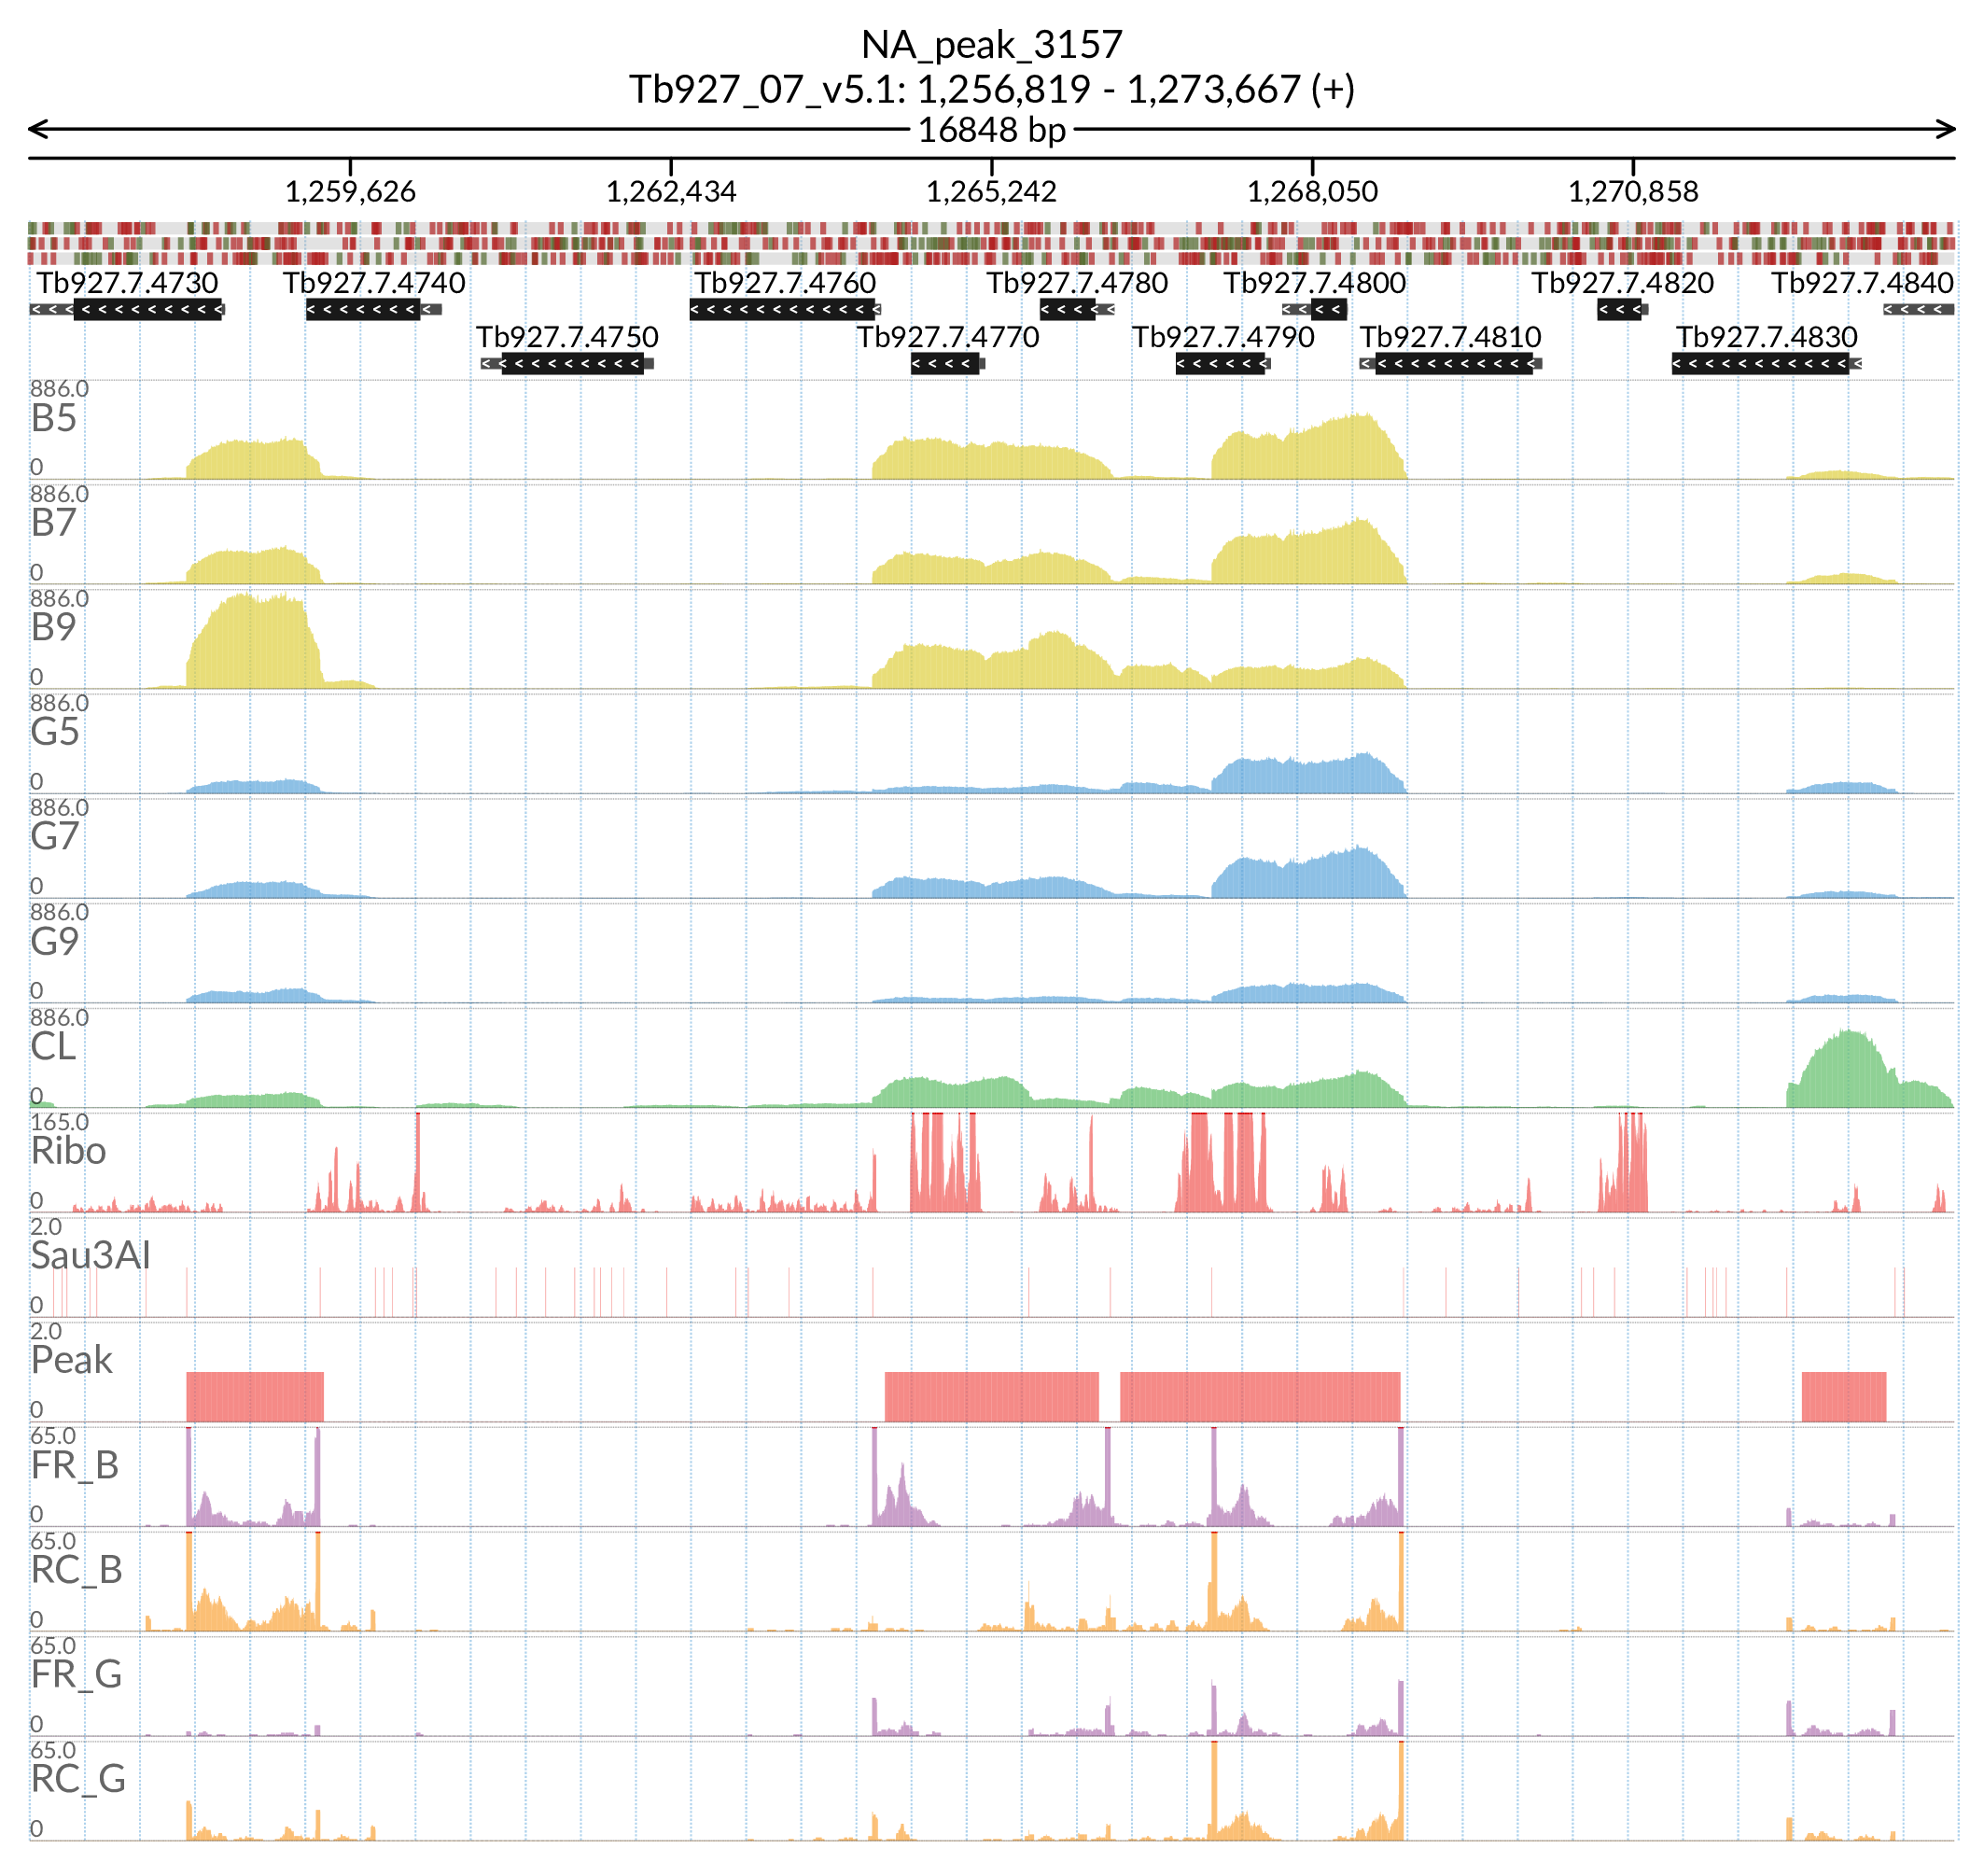 NA_peak_3157
Tb927_07_v5.1: 1,256,819 - 1,273,667 (+)
16848 bp
1,259,626 1,262,434 1,265,242 1,268,050 1,270,858
Tb927.7.4730 Tb927.7.4740 Tb927.7.4760 Tb927.7.4780 Tb927.7.4800 Tb927.7.4820 Tb927.7.4840
Tb927.7.4750 Tb927.7.4770 Tb927.7.4790 Tb927.7.4810 Tb927.7.4830
886.0
B5
0
886.0
B7
0
886.0
B9
0
886.0
G5
0
886.0
G7
0
886.0
G9
0
886.0
CL
0
165.0
Ribo
0
2.0
Sau3AI
0
2.0
Peak
0
65.0
FR_B
0
65.0
RC_B
0
65.0
FR_G
0
65.0
RC_G
0